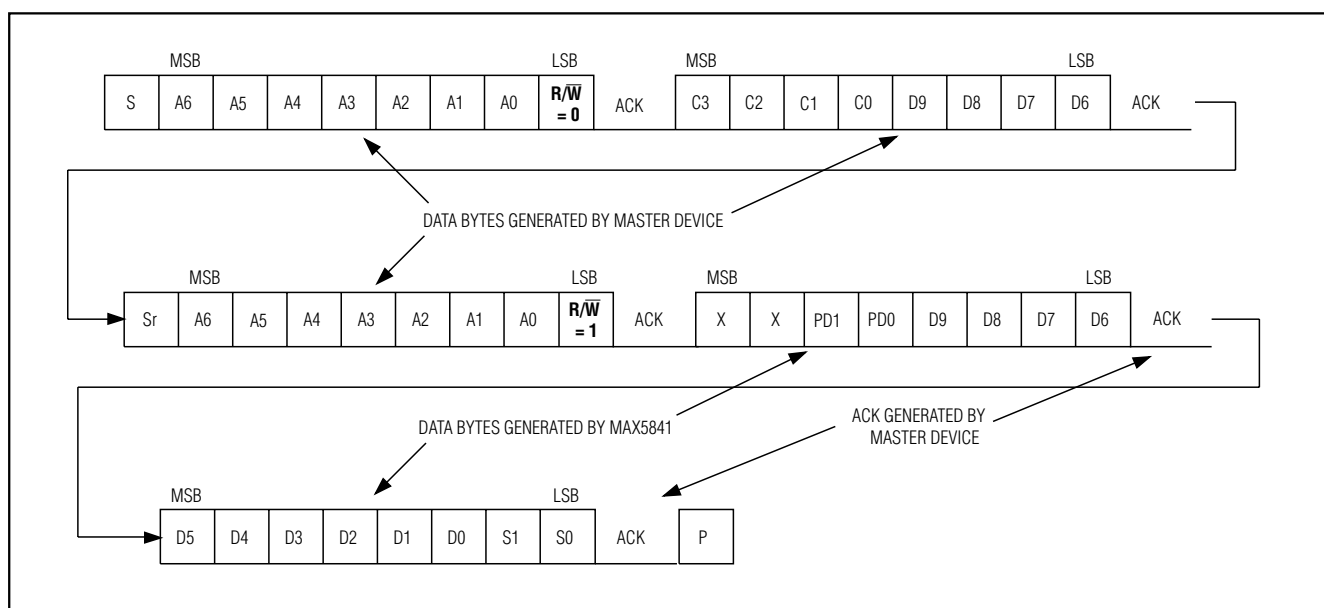 MSB LSB MSB LSB
S A6 A5 A4 A3 A2 A1 A0 R/W̅ = 0 ACK C3 C2 C1 C0 D9 D8 D7 D6 ACK
DATA BYTES GENERATED BY MASTER DEVICE
MSB LSB MSB LSB
Sr A6 A5 A4 A3 A2 A1 A0 R/W̅ = 1 ACK X X PD1 PD0 D9 D8 D7 D6 ACK
DATA BYTES GENERATED BY MAX5841
ACK GENERATED BY
MASTER DEVICE
MSB LSB
D5 D4 D3 D2 D1 D0 S1 S0 ACK P